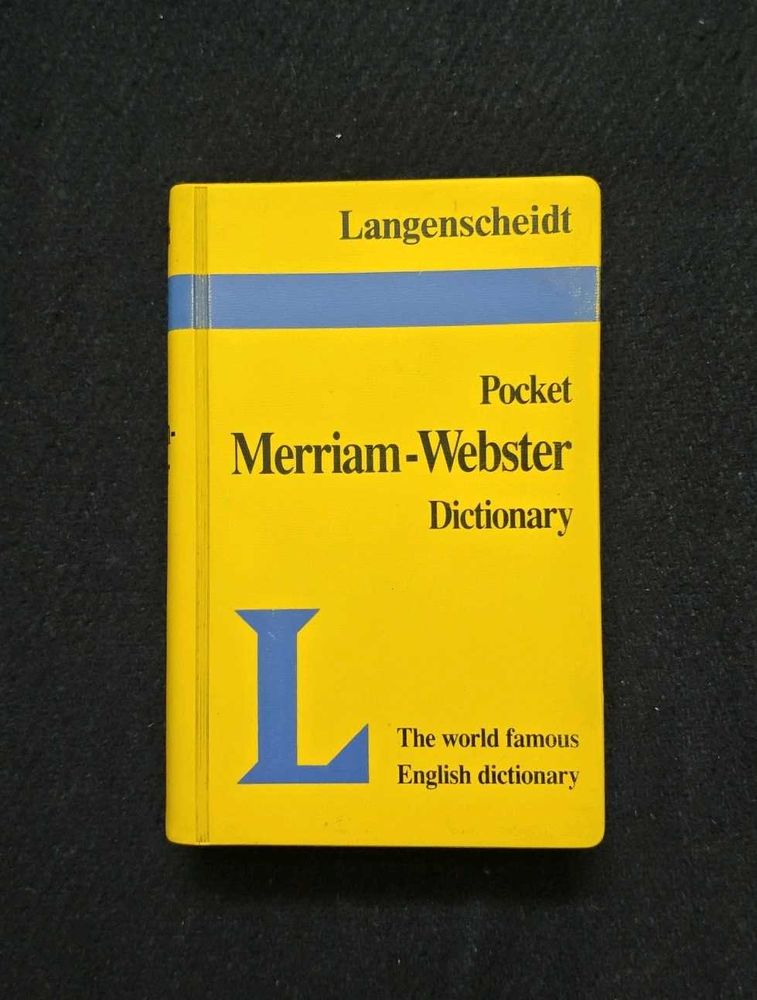 Langenscheidt
Pocket
Merriam-Webster
Dictionary
L
The world famous
English dictionary